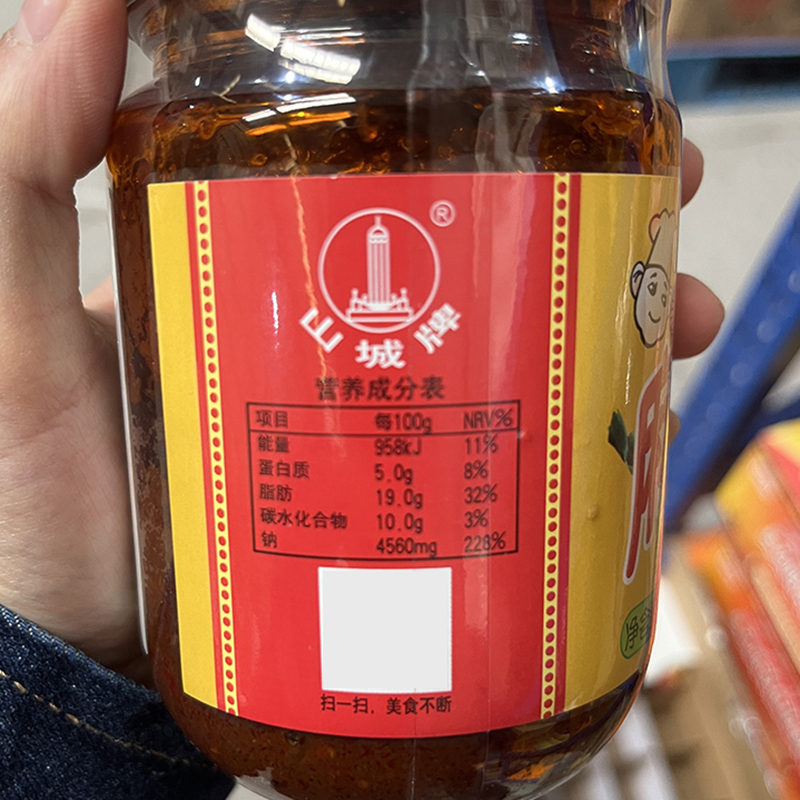 ®
城牌
营养成分表
项目 每100g NRV%
能量 958kJ 11%
蛋白质 5.0g 8%
脂肪 19.0g 32%
碳水化合物 10.0g 3%
钠 4560mg 228%
扫一扫，美食不断
净含